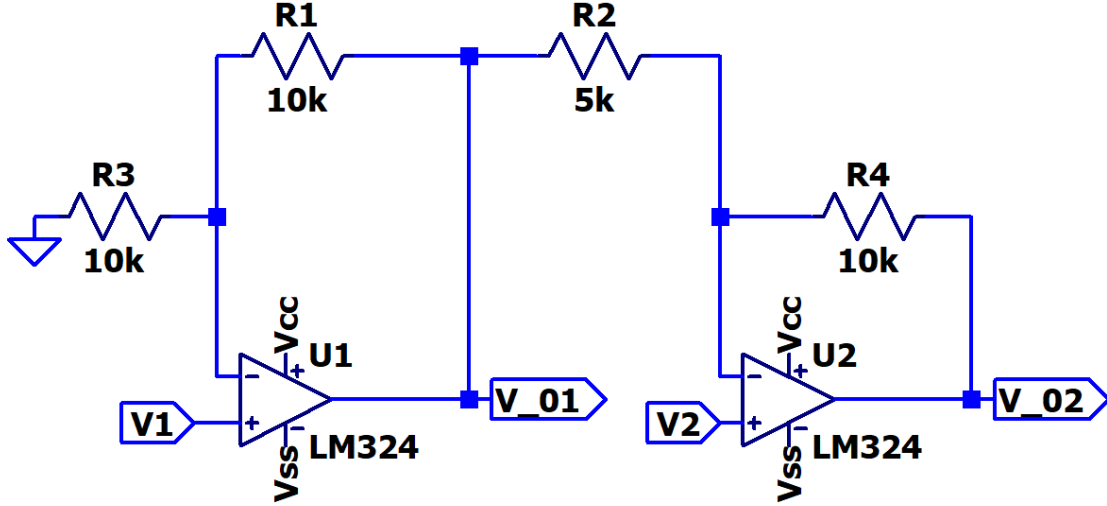 R1
10k
R2
5k
R3
10k
R4
10k
Vcc
U1
+
-
V1
+
-
LM324
Vss
V_01
Vcc
U2
+
-
V2
+
-
LM324
Vss
V_02